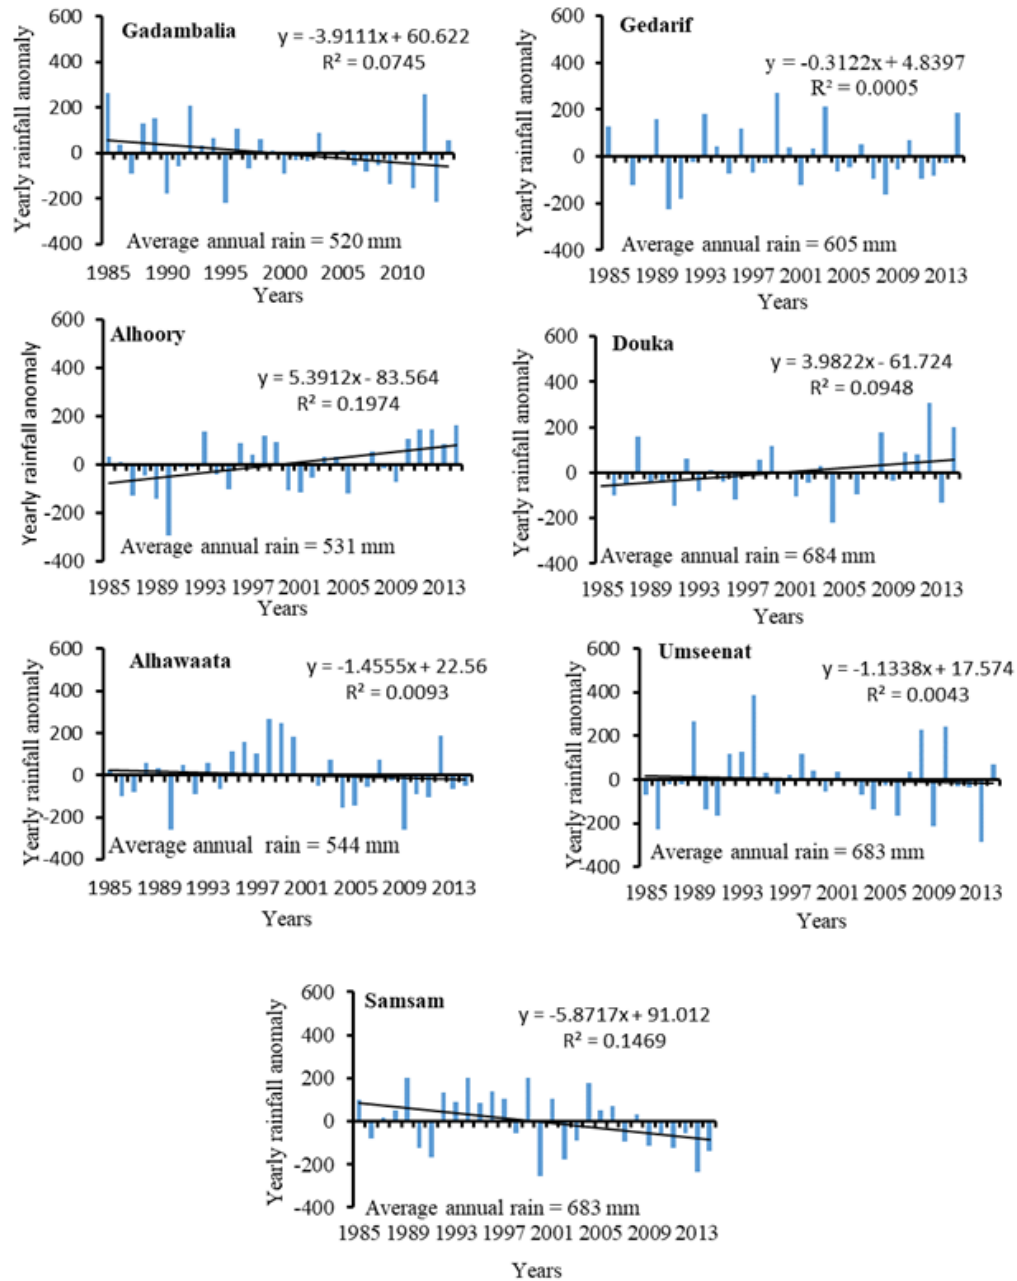 Gadambalia
y = -3.9111x + 60.622
R² = 0.0745
Yearly rainfall anomaly
600
400
200
0
-200
-400
Average annual rain = 520 mm
1985 1990 1995 2000 2005 2010
Years
Gedarif
y = -0.3122x + 4.8397
R² = 0.0005
Yearly rainfall anomaly
600
400
200
0
-200
-400
Average annual rain = 605 mm
1985 1989 1993 1997 2001 2005 2009 2013
Years
Alhoory
y = 5.3912x - 83.564
R² = 0.1974
Yearly rainfall anomaly
600
400
200
0
-200
-400
Average annual rain = 531 mm
1985 1989 1993 1997 2001 2005 2009 2013
Years
Douka
y = 3.9822x - 61.724
R² = 0.0948
Yearly rainfall anomaly
600
400
200
0
-200
-400
Average annual rain = 684 mm
1985 1989 1993 1997 2001 2005 2009 2013
Years
Alhawaata
y = -1.4555x + 22.56
R² = 0.0093
Yearly rainfall anomaly
600
400
200
0
-200
-400
Average annual rain = 544 mm
1985 1989 1993 1997 2001 2005 2009 2013
Years
Umseenat
y = -1.1338x + 17.574
R² = 0.0043
Yearly rainfall anomaly
600
400
200
0
-200
-400
Average annual rain = 683 mm
1985 1989 1993 1997 2001 2005 2009 2013
Years
Samsam
y = -5.8717x + 91.012
R² = 0.1469
Yearly rainfall anomaly
600
400
200
0
-200
-400
Average annual rain = 683 mm
1985 1989 1993 1997 2001 2005 2009 2013
Years